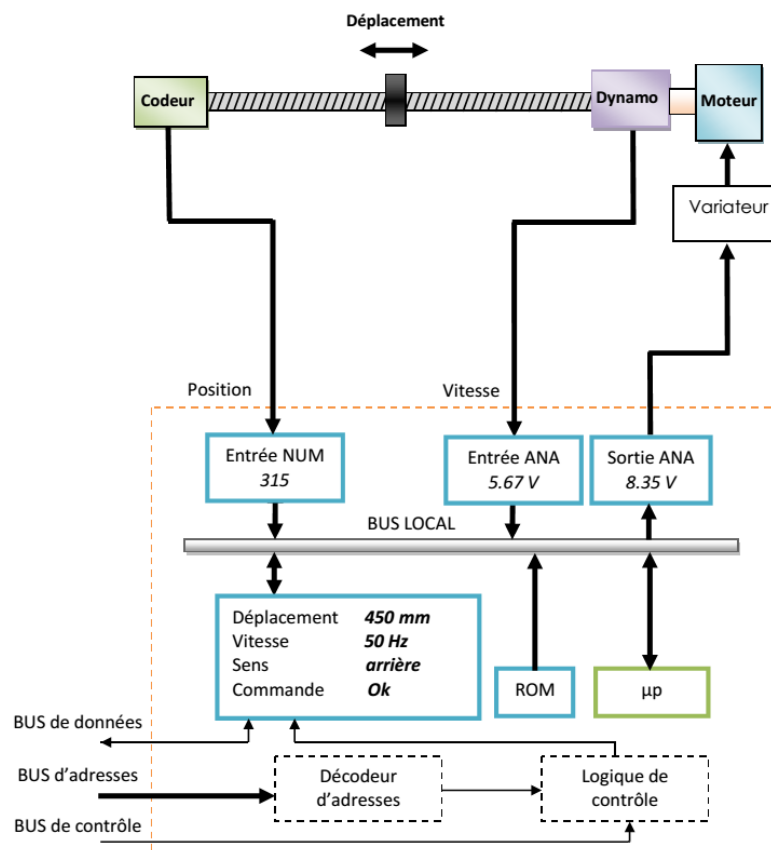 Déplacement
Codeur
Dynamo
Moteur
Variateur
Position
Vitesse
Entrée NUM
315
Entrée ANA
5.67 V
Sortie ANA
8.35 V
BUS LOCAL
Déplacement 450 mm
Vitesse 50 Hz
Sens arrière
Commande Ok
ROM
µp
BUS de données
BUS d'adresses
Décodeur
d'adresses
Logique de
contrôle
BUS de contrôle